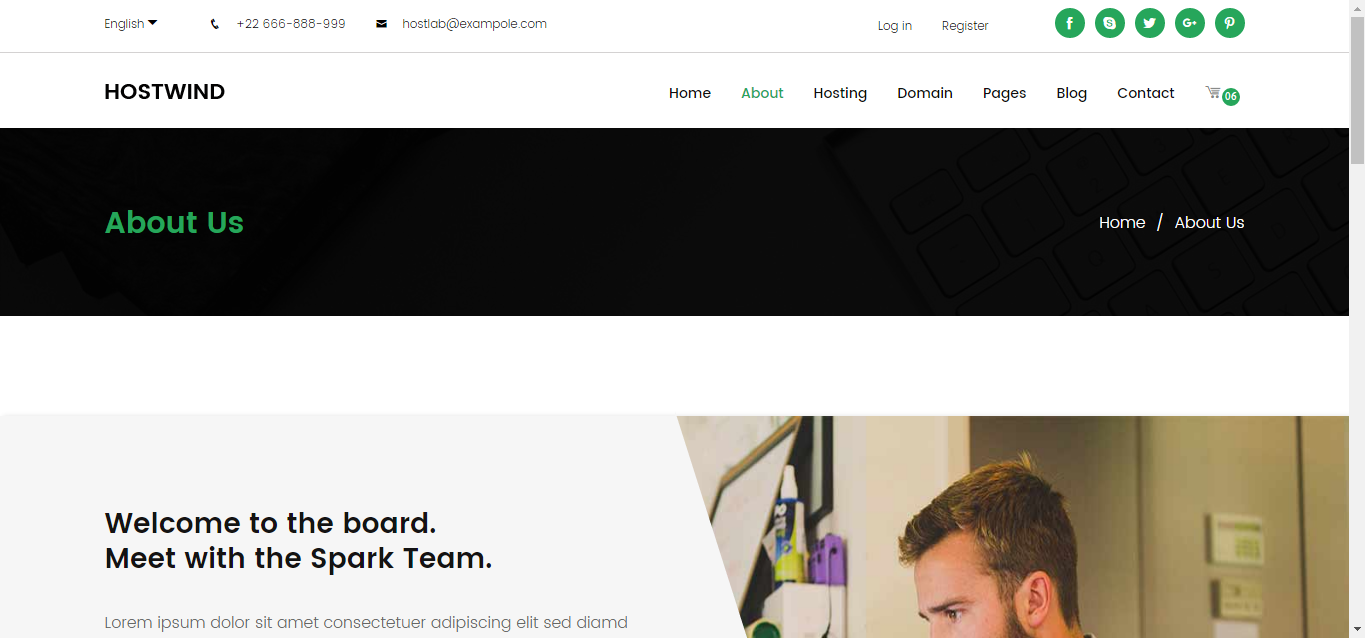 English +22 666-888-999 hostlab@exampole.com Log in Register
HOSTWIND Home About Hosting Domain Pages Blog Contact 06
About Us Home / About Us
Welcome to the board.
Meet with the Spark Team.
Lorem ipsum dolor sit amet consectetuer adipiscing elit sed diamd